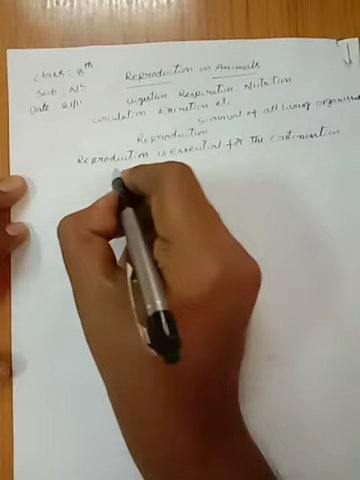 Class: 8th
Sub: NS
Date 21/11
Reproduction in Animals
Digestion Respiration, Nutrition
Circulation Excretion etc
Survival of all living organisms
Reproduction
Reproduction is essential for the continuation